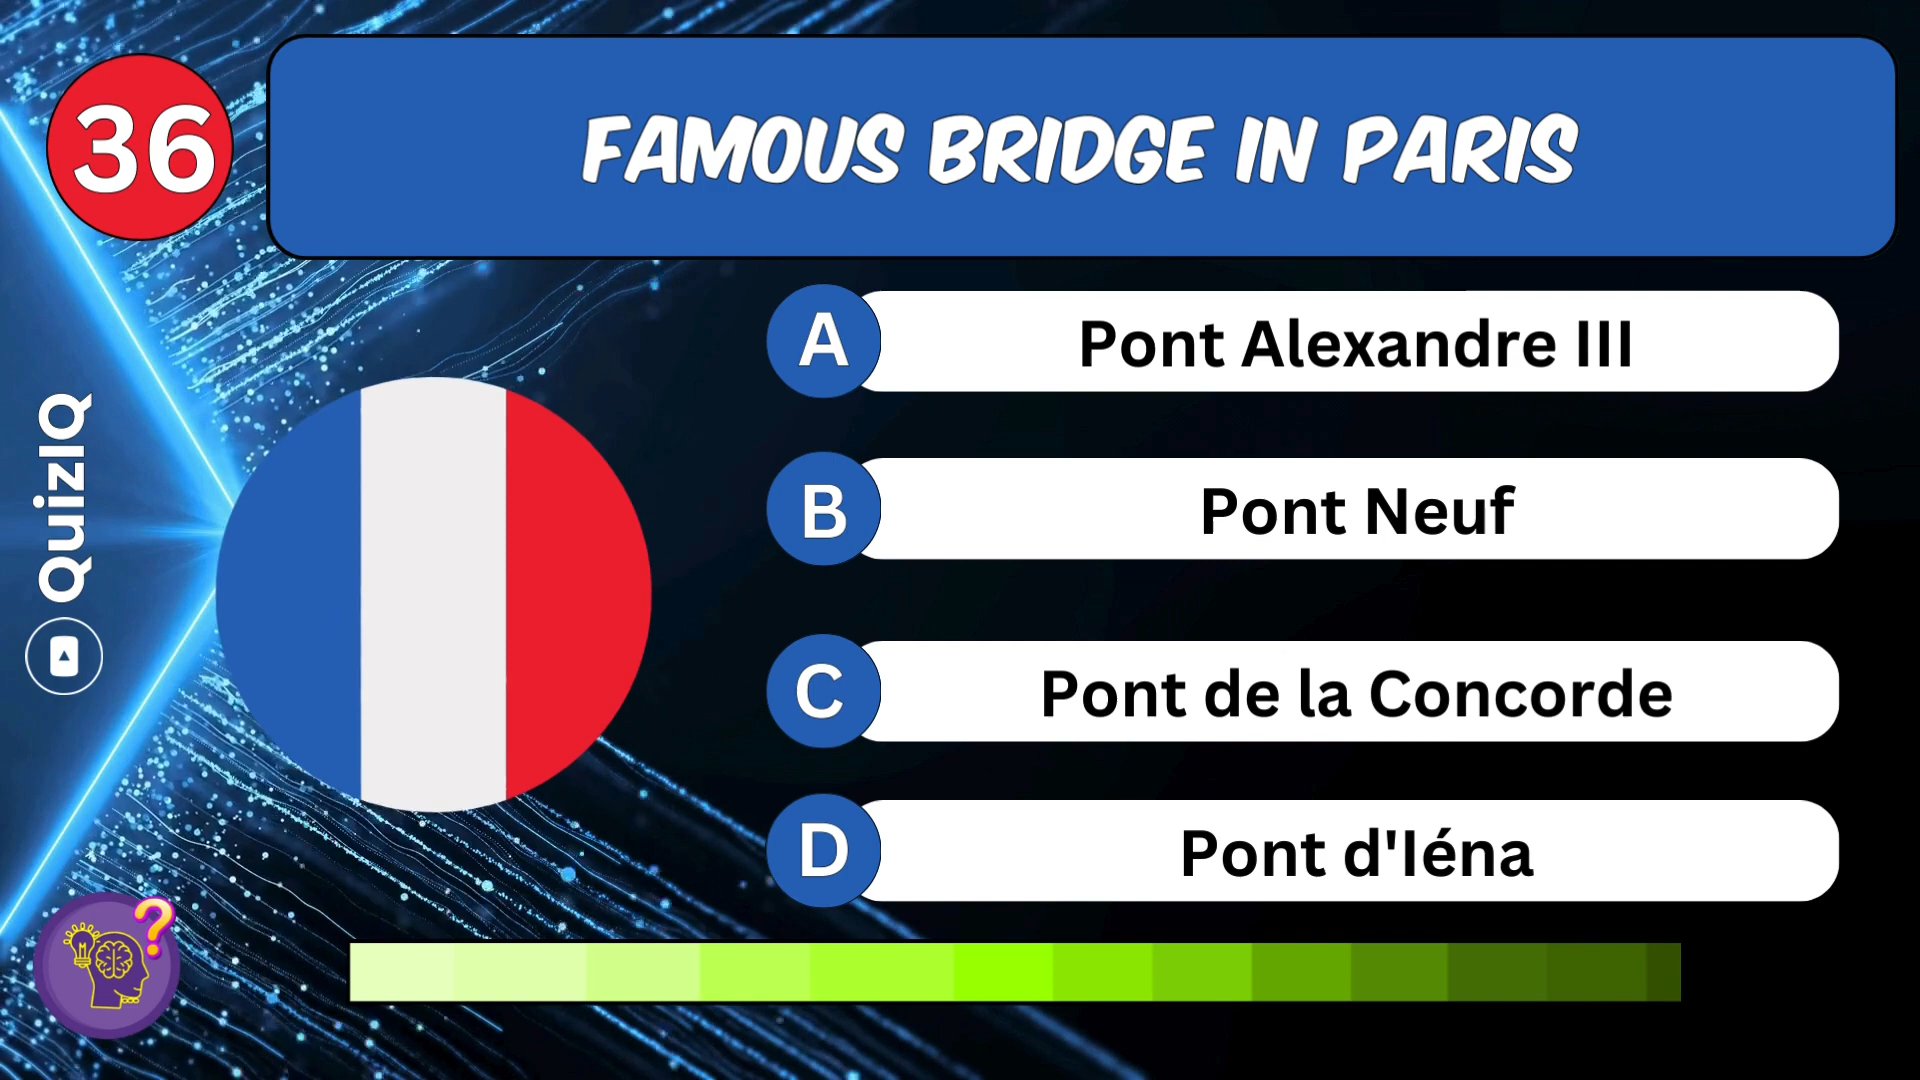 36
FAMOUS BRIDGE IN PARIS
A
Pont Alexandre III
B
Pont Neuf
C
Pont de la Concorde
D
Pont d'Iéna
QuizIQ
?